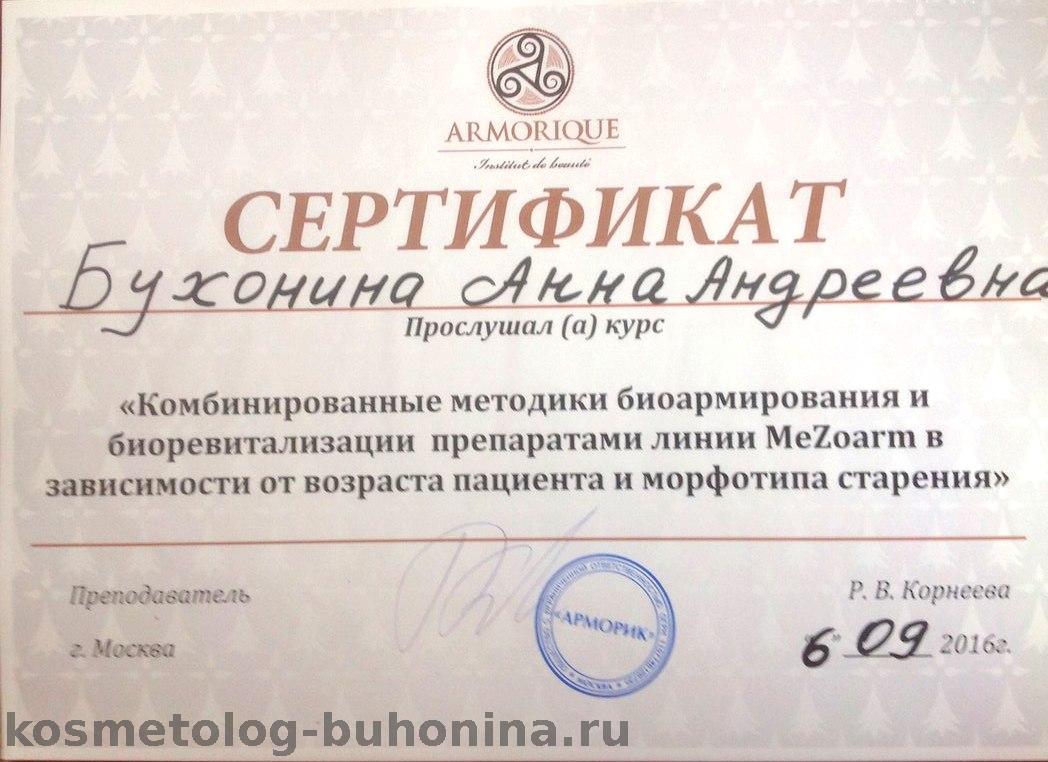 ARMORIQUE
Institut de beauté
СЕРТИФИКАТ
Бухонина Анна Андреевна
Прослушал (а) курс
«Комбинированные методики биоармирования и
биоревитализации препаратами линии MeZoarm в
зависимости от возраста пациента и морфотипа старения»
Преподаватель
Р. В. Корнеева
«АРМОРИК»
МОСКВА
г. Москва
"6" 09 2016г.
kosmetolog-buhonina.ru